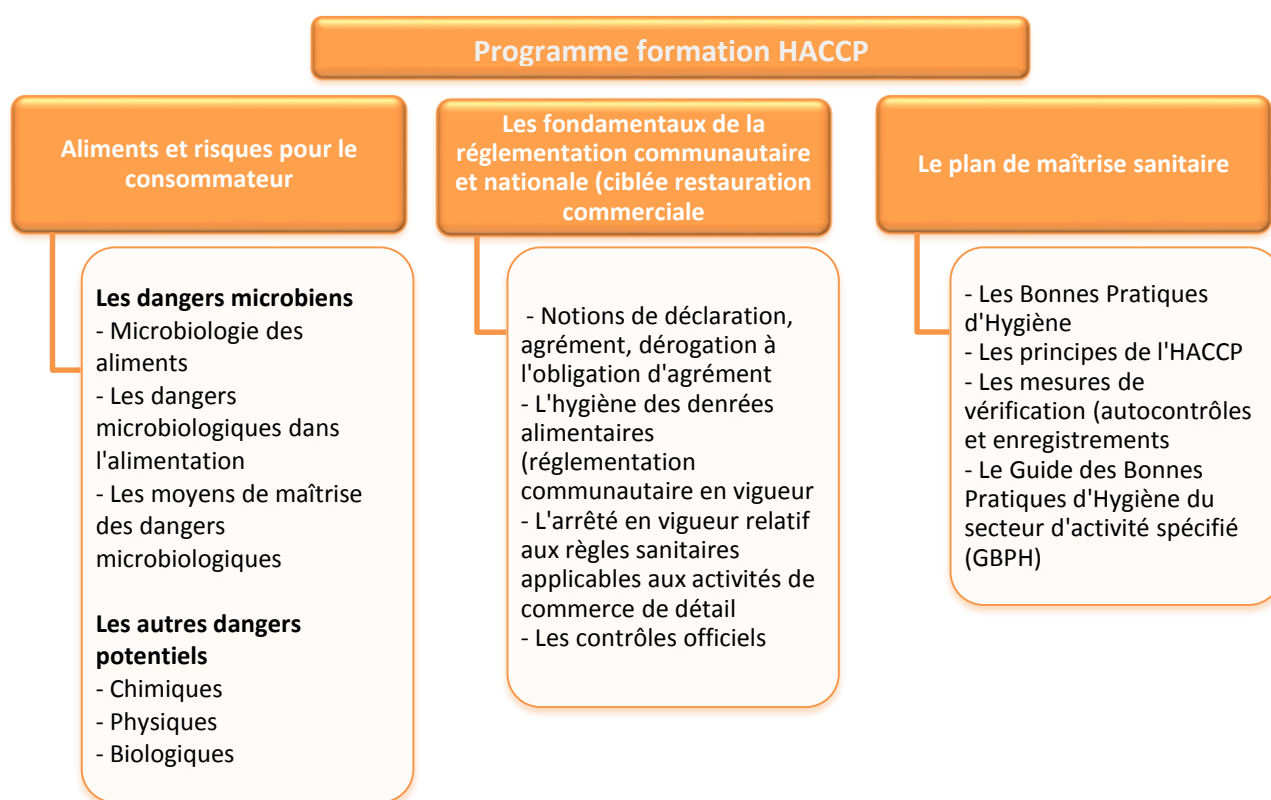 Programme formation HACCP
Aliments et risques pour le
consommateur
Les dangers microbiens
- Microbiologie des
aliments
- Les dangers
microbiologiques dans
l'alimentation
- Les moyens de maîtrise
des dangers
microbiologiques
Les autres dangers
potentiels
- Chimiques
- Physiques
- Biologiques
Les fondamentaux de la
réglementation communautaire
et nationale (ciblée restauration
commerciale
- Notions de déclaration,
agrément, dérogation à
l'obligation d'agrément
- L'hygiène des denrées
alimentaires
(réglementation
communautaire en vigueur
- L'arrêté en vigueur relatif
aux règles sanitaires
applicables aux activités de
commerce de détail
- Les contrôles officiels
Le plan de maîtrise sanitaire
- Les Bonnes Pratiques
d'Hygiène
- Les principes de l'HACCP
- Les mesures de
vérification (autocontrôles
et enregistrements
- Le Guide des Bonnes
Pratiques d'Hygiène du
secteur d'activité spécifié
(GBPH)